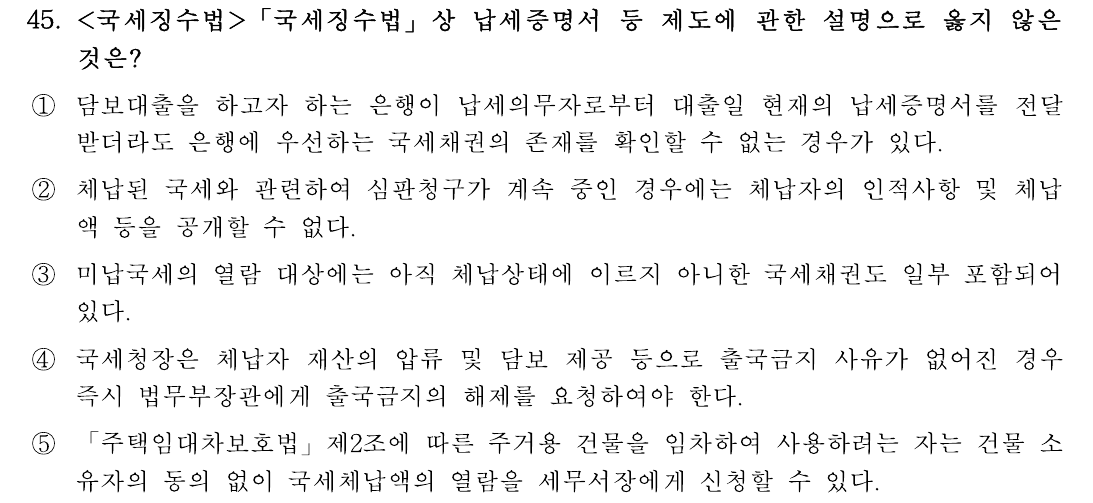 45. <국세징수법>「국세징수법」상 납세증명서 등 제도에 관한 설명으로 옳지 않은
것은?
① 담보대출을 하고자 하는 은행이 납세의무자로부터 대출일 현재의 납세증명서를 전달
받더라도 은행에 우선하는 국세채권의 존재를 확인할 수 없는 경우가 있다.
② 체납된 국세와 관련하여 심판청구가 계속 중인 경우에는 체납자의 인적사항 및 체납
액 등을 공개할 수 없다.
③ 미납국세의 열람 대상에는 아직 체납상태에 이르지 아니한 국세채권도 일부 포함되어
있다.
④ 국세청장은 체납자 재산의 압류 및 담보 제공 등으로 출국금지 사유가 없어진 경우
즉시 법무부장관에게 출국금지의 해제를 요청하여야 한다.
⑤ 「주택임대차보호법」제2조에 따른 주거용 건물을 임차하여 사용하려는 자는 건물 소
유자의 동의 없이 국세체납액의 열람을 세무서장에게 신청할 수 있다.